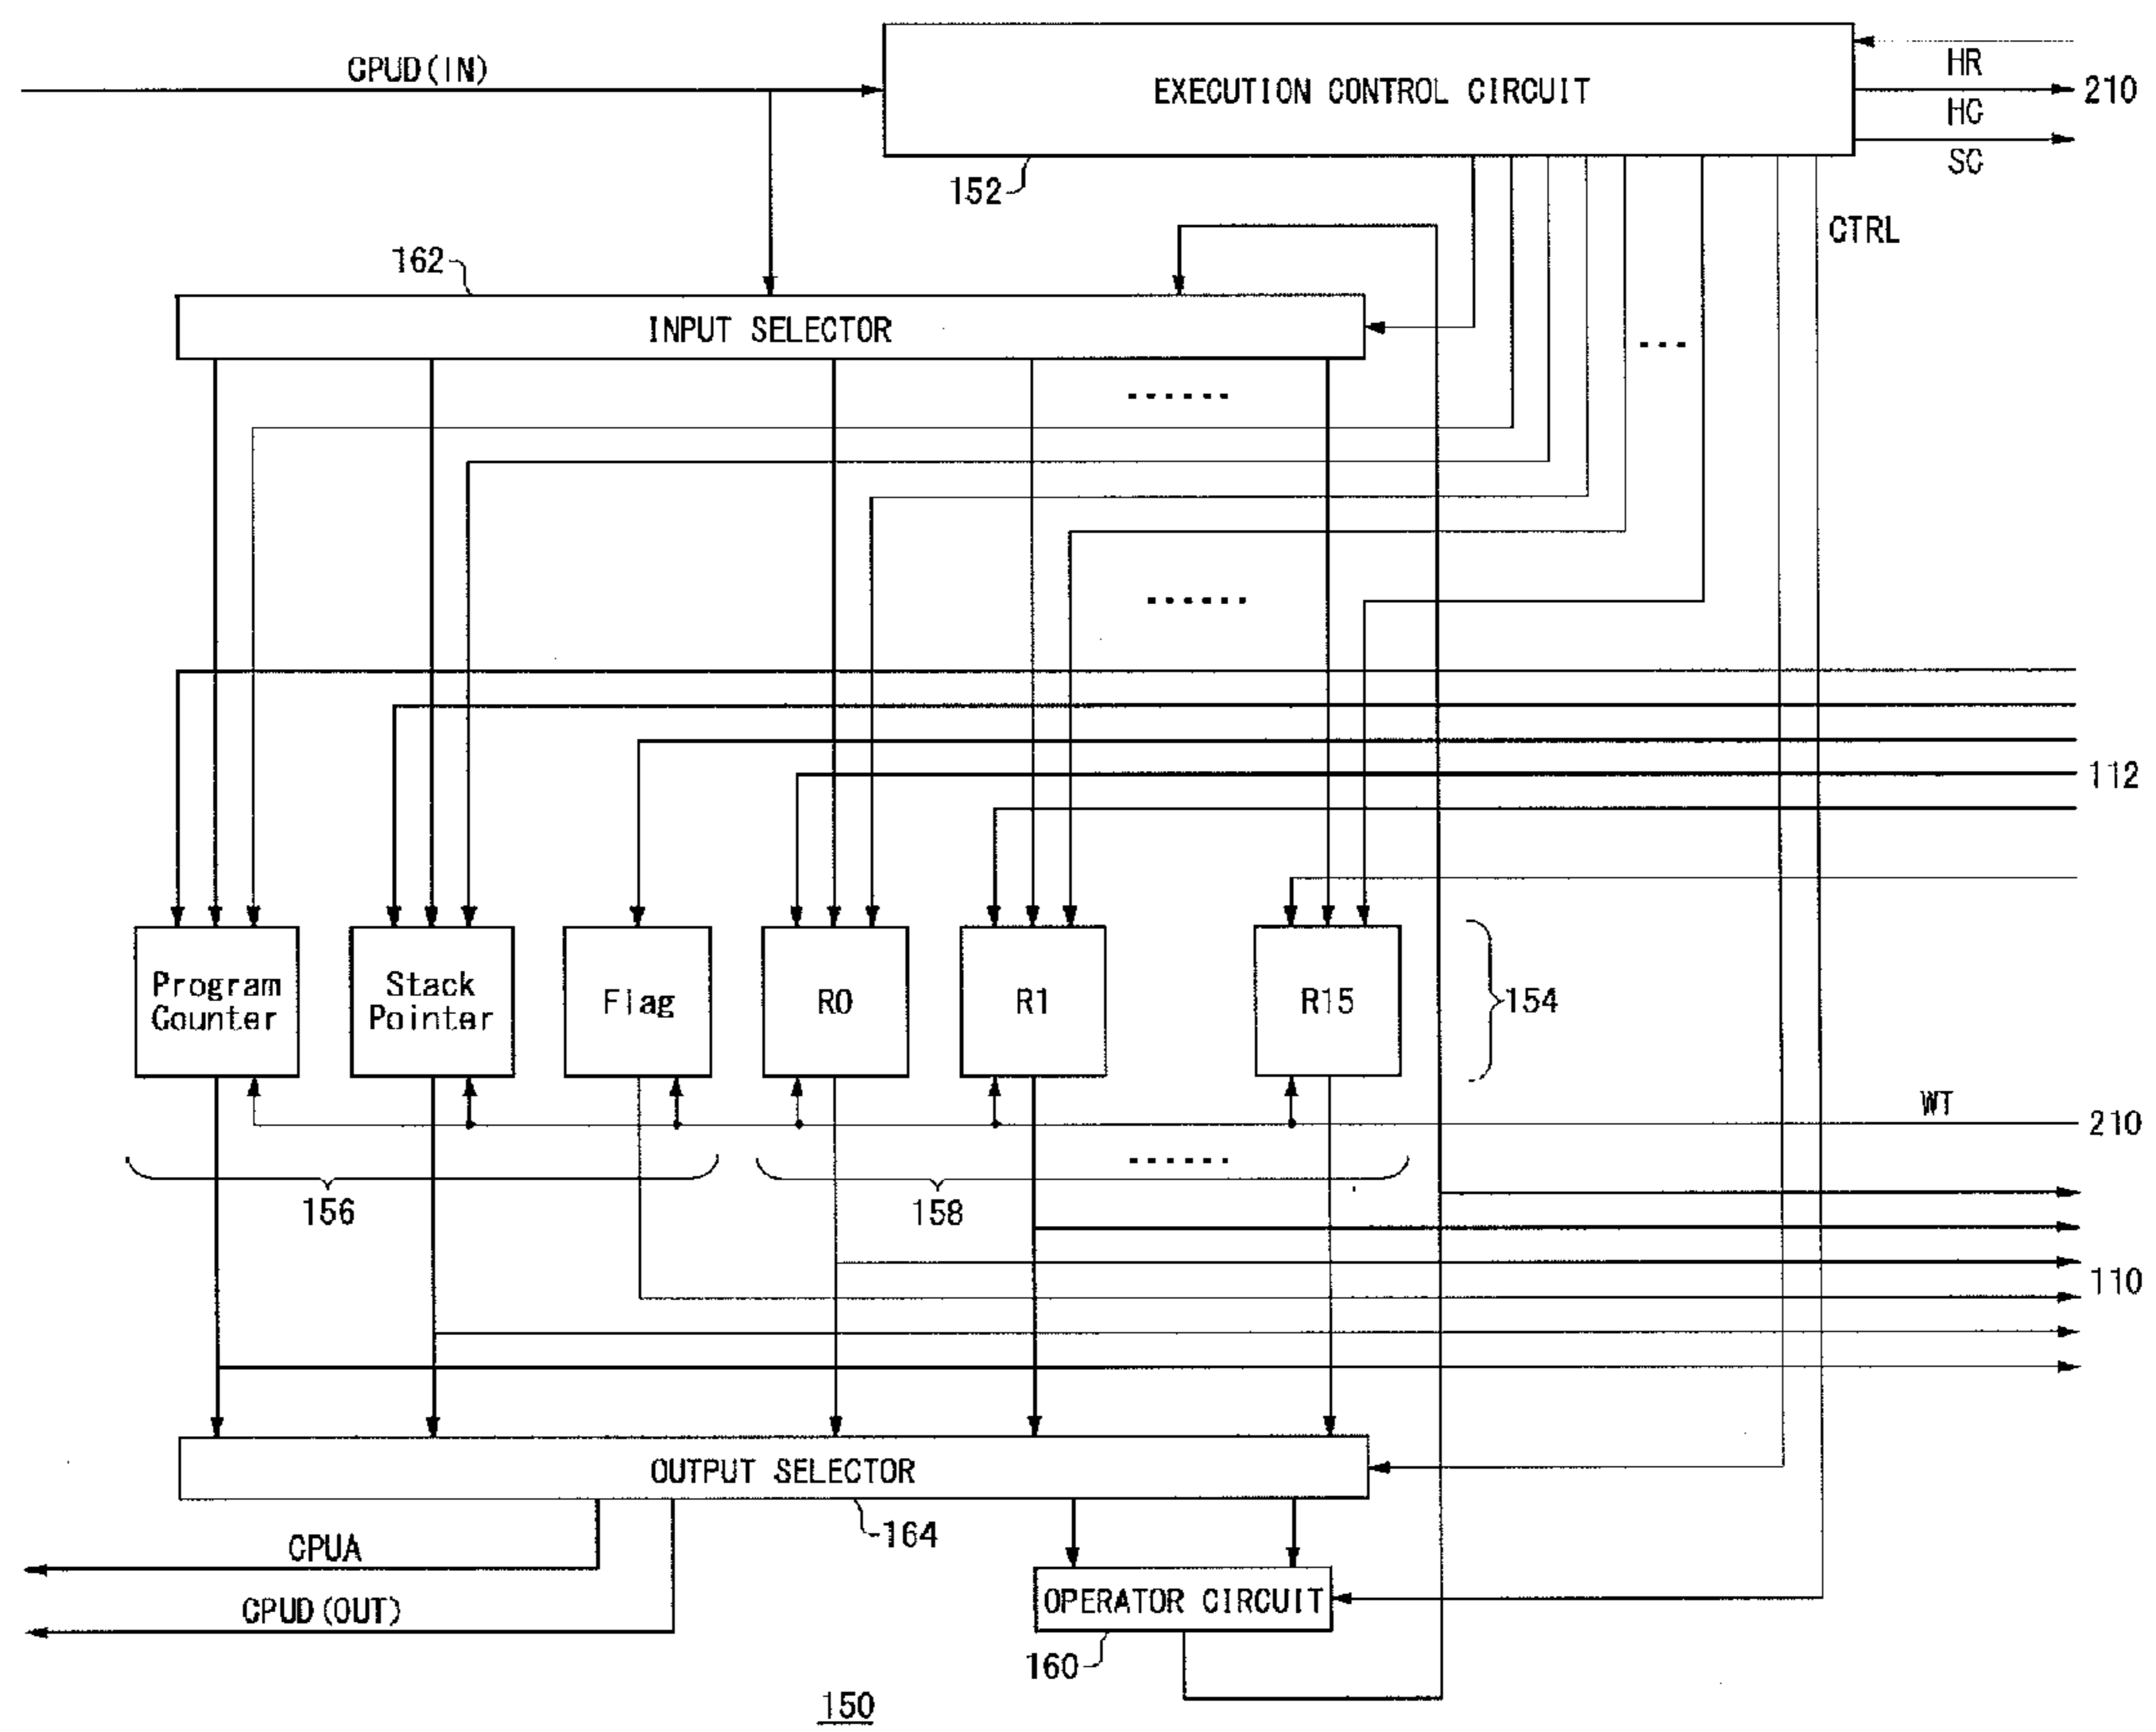 CPUD(IN)
EXECUTION CONTROL CIRCUIT
HR
210
HC
SC
152
CTRL
162
INPUT SELECTOR
...
......
......
112
Program
Counter
Stack
Pointer
Flag
R0
R1
R15
154
WT
210
......
156
158
110
OUTPUT SELECTOR
164
CPUA
CPUD(OUT)
OPERATOR CIRCUIT
160
150